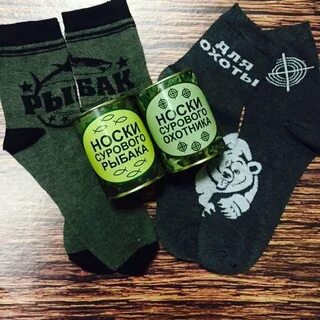 РЫБАК
НОСКИ
СУРОВОГО
РЫБАКА
НОСКИ
СУРОВОГО
ОХОТНИКА
ДЛЯ
ОХОТЫ